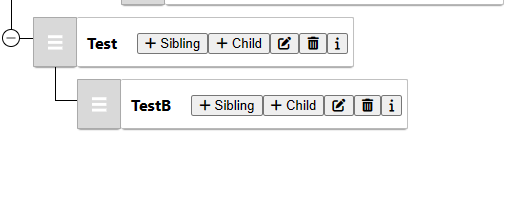 Test + Sibling + Child i
TestB + Sibling + Child i